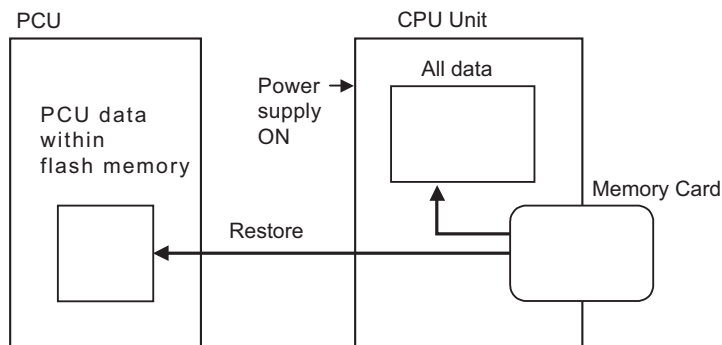 PCU
CPU Unit
All data
Power
supply
ON
PCU data
within
flash memory
Memory Card
Restore